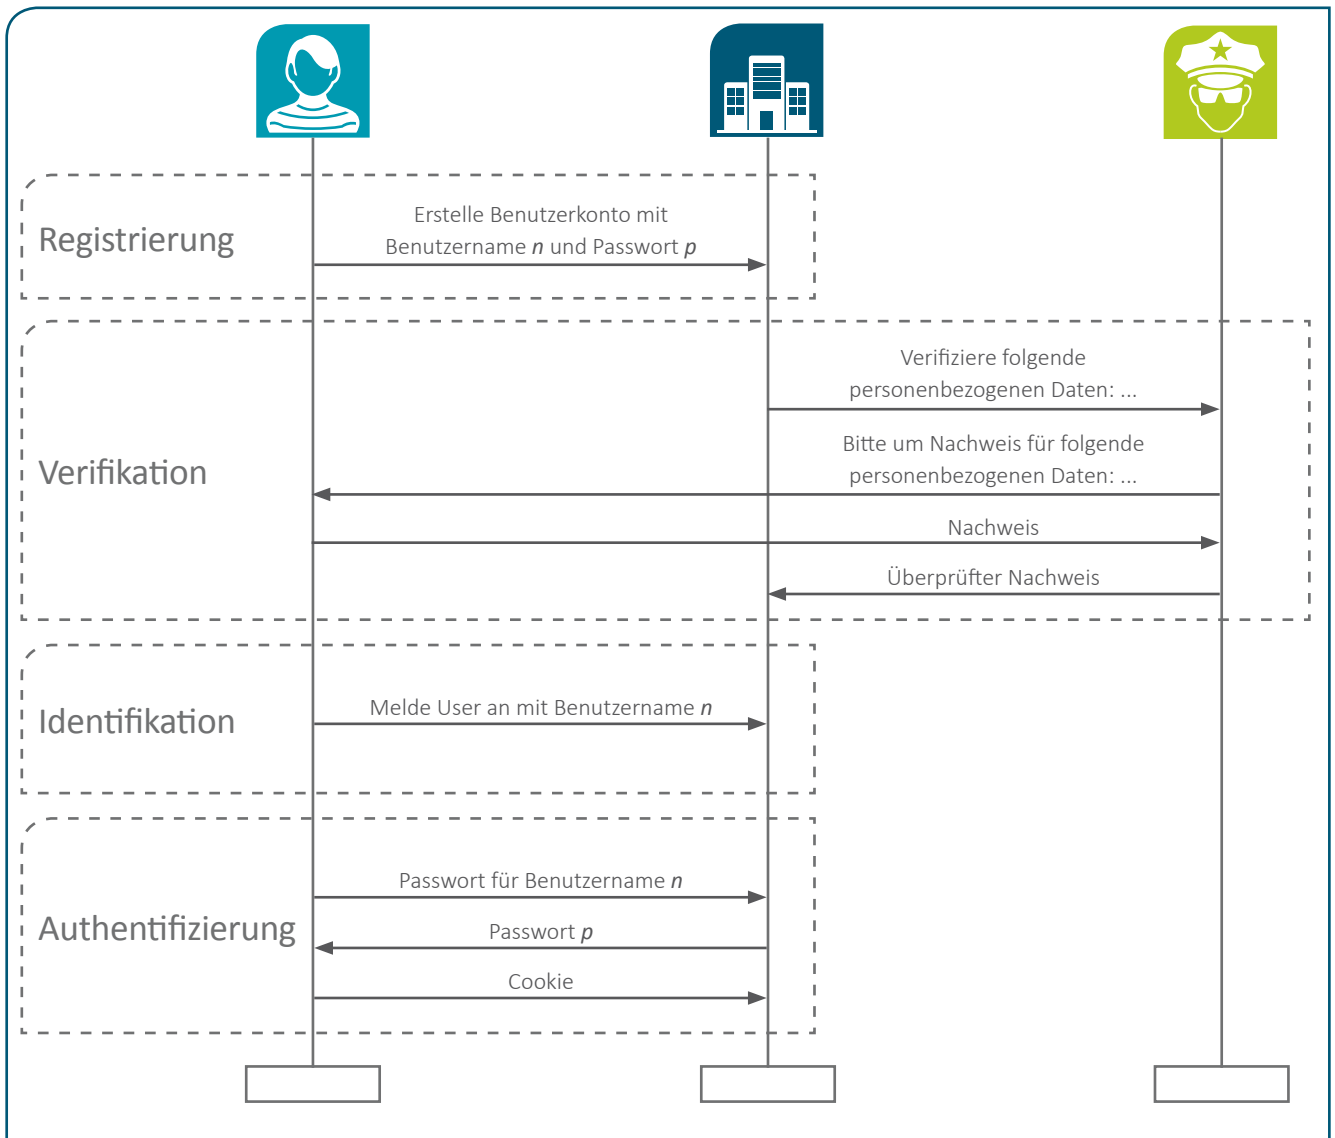 Registrierung
Erstelle Benutzerkonto mit
Benutzername n und Passwort p
Verifikation
Verifiziere folgende
personenbezogenen Daten: ...
Bitte um Nachweis für folgende
personenbezogenen Daten: ...
Nachweis
Überprüfter Nachweis
Identifikation
Melde User an mit Benutzername n
Authentifizierung
Passwort für Benutzername n
Passwort p
Cookie